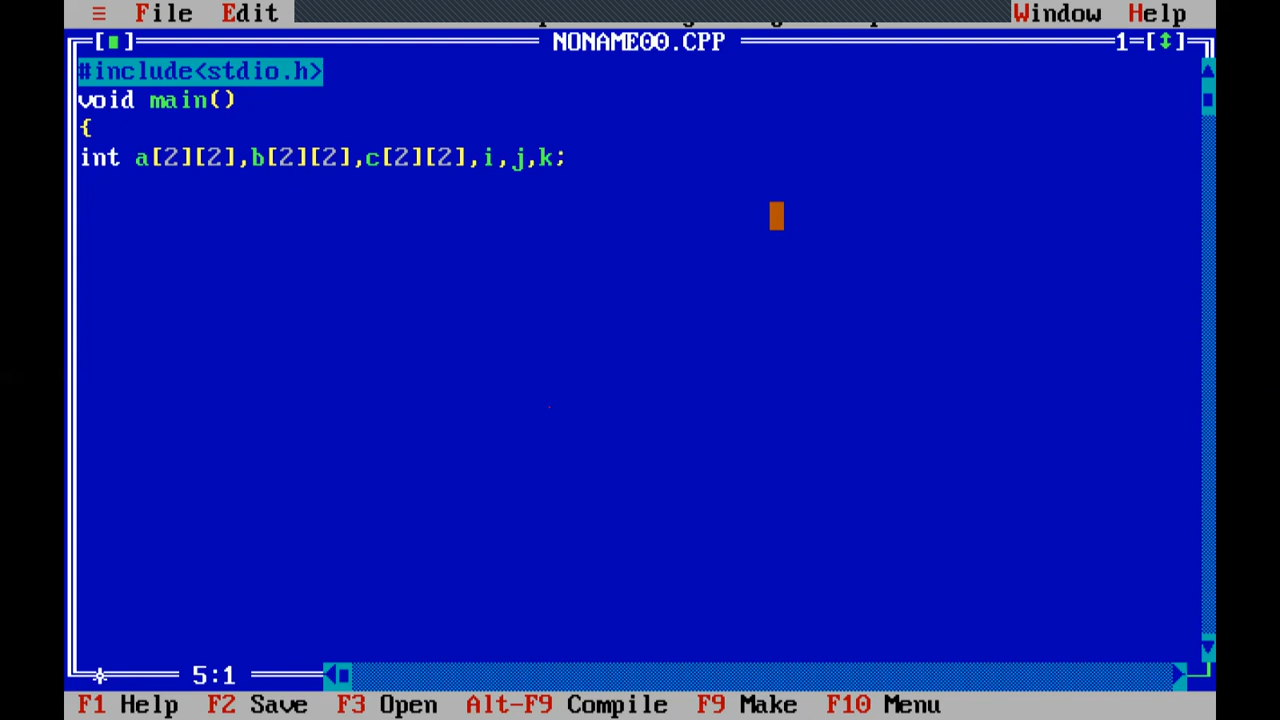 ≡ File Edit Window Help
[■] NONAME00.CPP 1=[↕]
#include<stdio.h>
void main()
{
int a[2][2],b[2][2],c[2][2],i,j,k;
5:1
F1 Help F2 Save F3 Open Alt-F9 Compile F9 Make F10 Menu